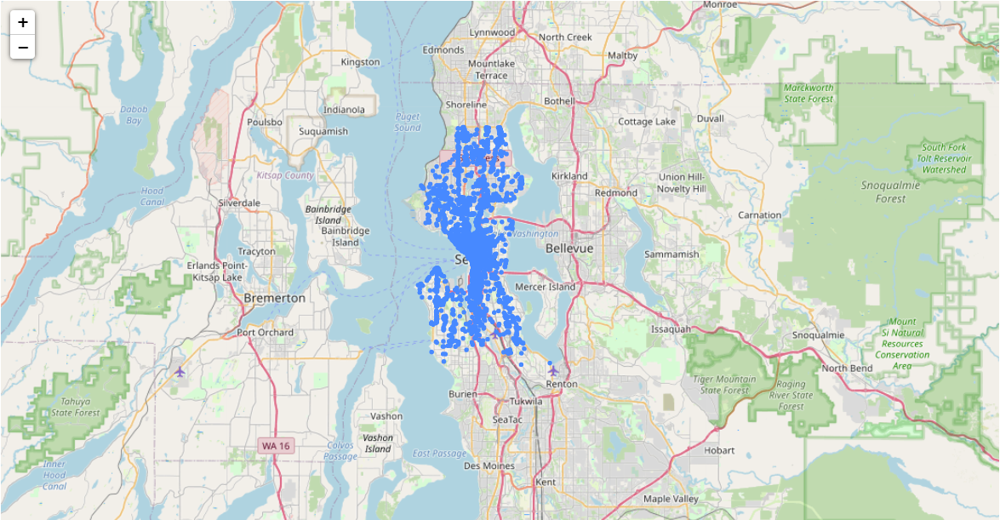 +
−
Monroe
Lynnwood
North Creek
Edmonds
Maltby
Kingston
Mountlake
Terrace
Marckworth
State Forest
Dabob
Bay
Indianola
Puget
Sound
Shoreline
Bothell
Cottage Lake
Duvall
Poulsbo
Suquamish
South Fork
Tolt Reservoir
Watershed
Kitsap County
Kirkland
Union Hill-
Novelty Hill
Snoqualmie
Forest
Hood
Canal
Silverdale
Redmond
Bainbridge
Island
Bainbridge
Island
Carnation
Washington
Tracyton
Se
Bellevue
Sammamish
Erlands Point-
Kitsap Lake
Mercer Island
Bremerton
Port Orchard
Issaquah
Snoqualmie
Mount
Si Natural
Resources
Conservation
Area
North Bend
Tiger Mountain
State Forest
Raging
River State
Forest
Renton
Burien
Tukwila
Tahuya
State Forest
Vashon
SeaTac
Vashon
Island
WA 16
Colvos
Passage
East Passage
Hobart
Inner
Hood
Canal
Des Moines
Kent
Maple Valley